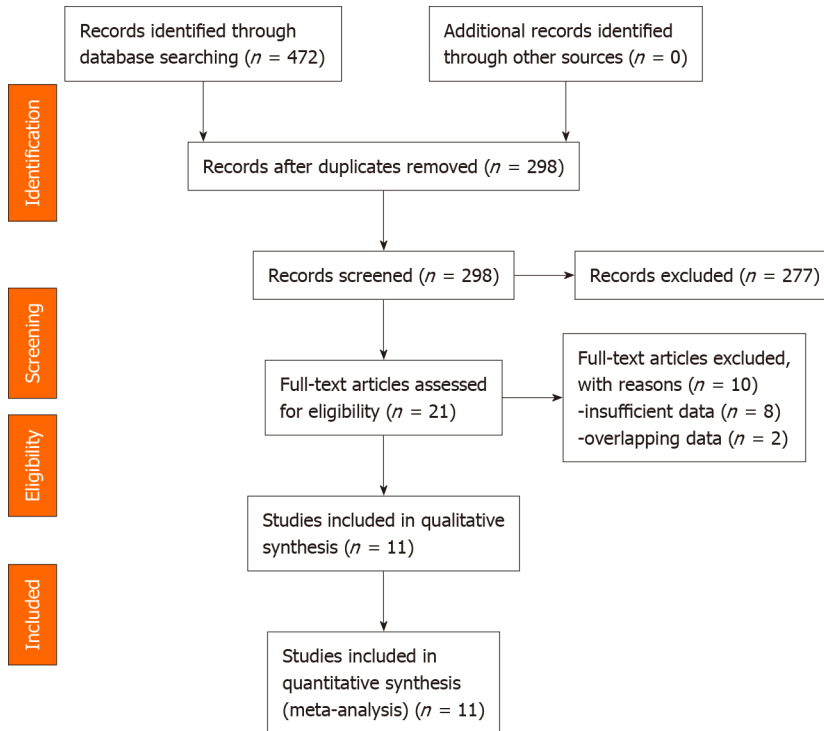 Records identified through
database searching (n = 472)
Additional records identified
through other sources (n = 0)
Identification
Records after duplicates removed (n = 298)
Records screened (n = 298)
Records excluded (n = 277)
Screening
Full-text articles assessed
for eligibility (n = 21)
Full-text articles excluded,
with reasons (n = 10)
-insufficient data (n = 8)
-overlapping data (n = 2)
Eligibility
Studies included in qualitative
synthesis (n = 11)
Included
Studies included in
quantitative synthesis
(meta-analysis) (n = 11)